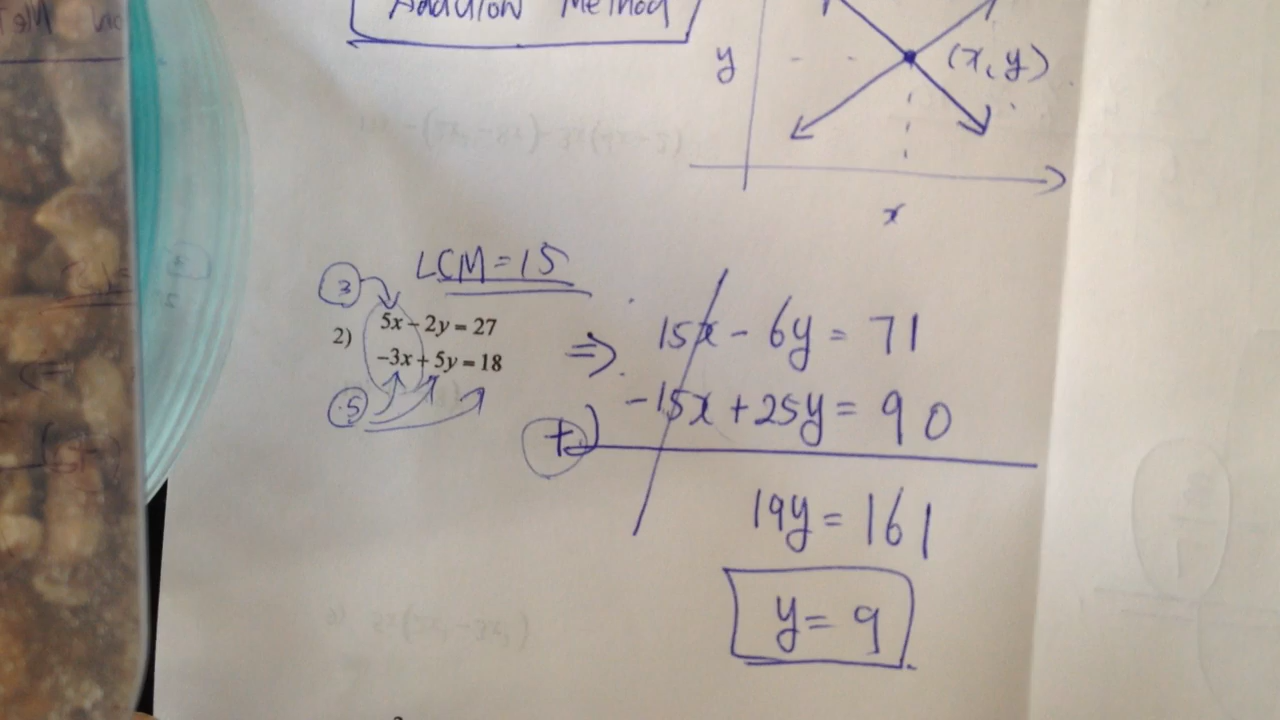 Addition Method
y (x, y)
x
LCM = 15
3
2) 5x – 2y = 27
–3x + 5y = 18
5
⇒ 15x - 6y = 71
-15x + 25y = 90
+)
19y = 161
y = 9